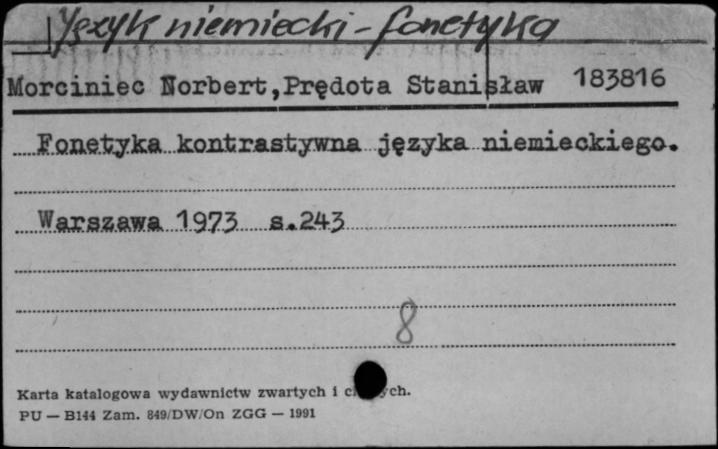 Język niemiecki - fonetyka
Morciniec Norbert, Prędota Stanisław 183816
Fonetyka kontrastywna języka niemieckiego.
Warszawa 1973 s.243
8
Karta katalogowa wydawnictw zwartych i
PU — B144 Zam. 849/DW/On ZGG — 1991